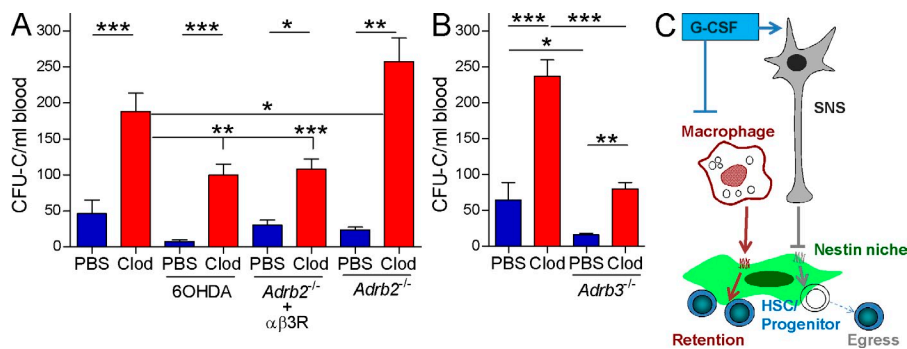 A
CFU-C/ml blood
300
250
200
150
100
50
0
***
***
*
**
*
**
***
PBS Clod PBS Clod PBS Clod PBS Clod
6OHDA
Adrb2-/-
+
αβ3R
Adrb2-/-
B
CFU-C/ml blood
300
250
200
150
100
50
0
***
***
*
**
PBS Clod PBS Clod
Adrb3-/-
C
G-CSF
SNS
Macrophage
Nestin niche
HSC/
Progenitor
Retention
Egress